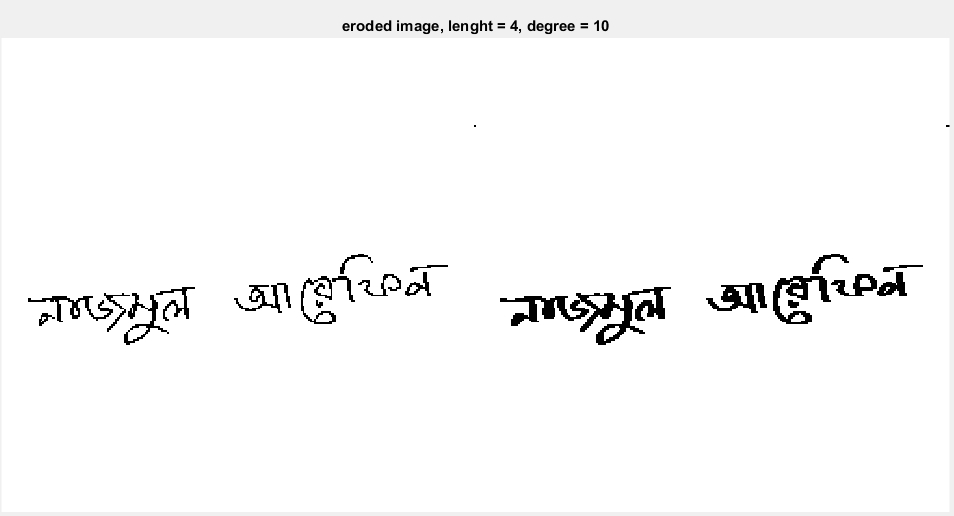 eroded image, lenght = 4, degree = 10
নাজমুল আরেফিন নাজমুল আরেফিন